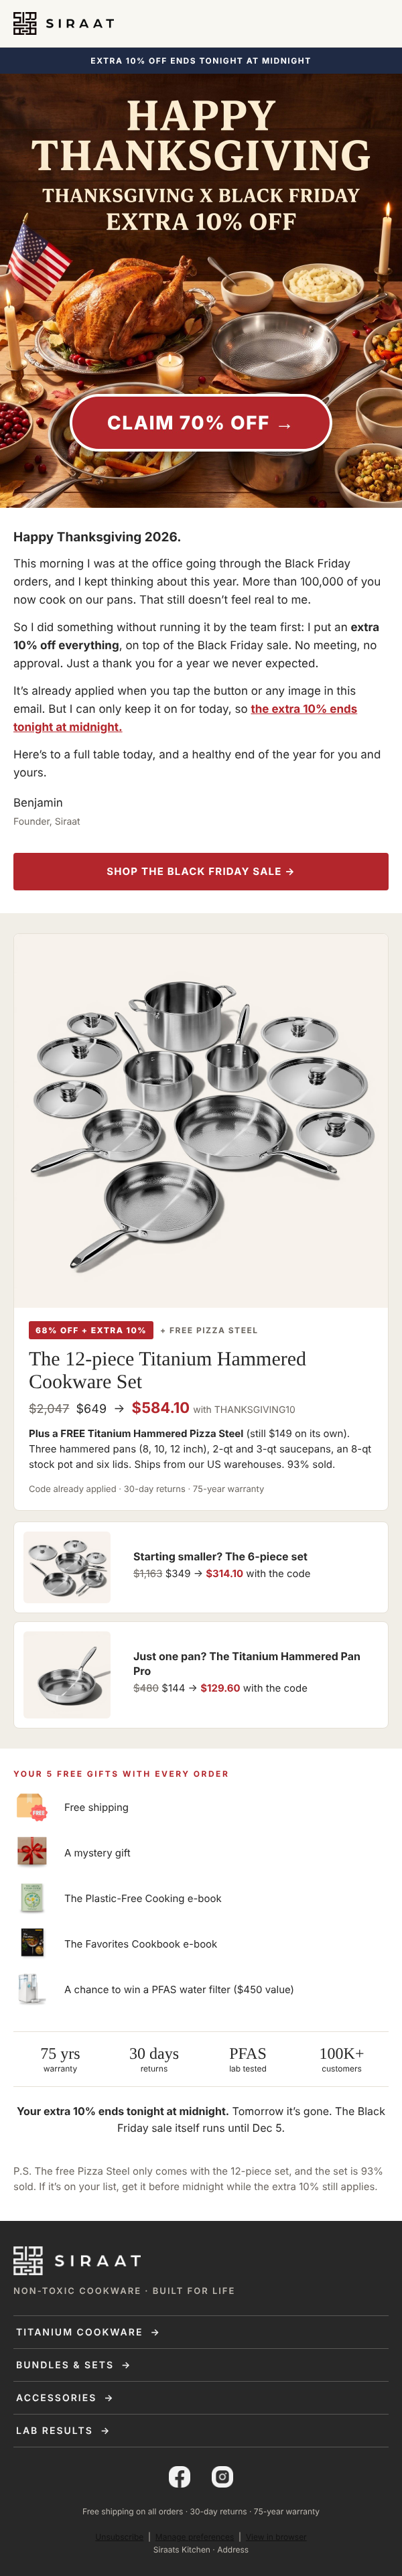 SIRAAT
EXTRA 10% OFF ENDS TONIGHT AT MIDNIGHT
HAPPY
THANKSGIVING
THANKSGIVING X BLACK FRIDAY
EXTRA 10% OFF
CLAIM 70% OFF →
Happy Thanksgiving 2026.
This morning I was at the office going through the Black Friday
orders, and I kept thinking about this year. More than 100,000 of you
now cook on our pans. That still doesn’t feel real to me.
So I did something without running it by the team first: I put an extra
10% off everything, on top of the Black Friday sale. No meeting, no
approval. Just a thank you for a year we never expected.
It’s already applied when you tap the button or any image in this
email. But I can only keep it on for today, so the extra 10% ends
tonight at midnight.
Here’s to a full table today, and a healthy end of the year for you and
yours.
Benjamin
Founder, Siraat
SHOP THE BLACK FRIDAY SALE →
68% OFF + EXTRA 10% + FREE PIZZA STEEL
The 12-piece Titanium Hammered
Cookware Set
$2,047 $649 → $584.10 with THANKSGIVING10
Plus a FREE Titanium Hammered Pizza Steel (still $149 on its own).
Three hammered pans (8, 10, 12 inch), 2-qt and 3-qt saucepans, an 8-qt
stock pot and six lids. Ships from our US warehouses. 93% sold.
Code already applied · 30-day returns · 75-year warranty
Starting smaller? The 6-piece set
$1,163 $349 → $314.10 with the code
Just one pan? The Titanium Hammered Pan
Pro
$480 $144 → $129.60 with the code
YOUR 5 FREE GIFTS WITH EVERY ORDER
FREE
Free shipping
A mystery gift
The Plastic-Free Cooking e-book
The Favorites Cookbook e-book
A chance to win a PFAS water filter ($450 value)
75 yrs
warranty
30 days
returns
PFAS
lab tested
100K+
customers
Your extra 10% ends tonight at midnight. Tomorrow it’s gone. The Black
Friday sale itself runs until Dec 5.
P.S. The free Pizza Steel only comes with the 12-piece set, and the set is 93%
sold. If it’s on your list, get it before midnight while the extra 10% still applies.
SIRAAT
NON-TOXIC COOKWARE · BUILT FOR LIFE
TITANIUM COOKWARE →
BUNDLES & SETS →
ACCESSORIES →
LAB RESULTS →
Free shipping on all orders · 30-day returns · 75-year warranty
Unsubscribe | Manage preferences | View in browser
Siraats Kitchen · Address